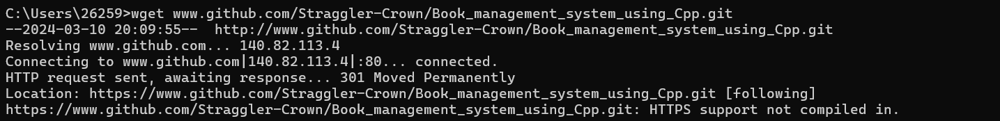 C:\Users\26259>wget www.github.com/Straggler-Crown/Book_management_system_using_Cpp.git
--2024-03-10 20:09:55--  http://www.github.com/Straggler-Crown/Book_management_system_using_Cpp.git
Resolving www.github.com... 140.82.113.4
Connecting to www.github.com|140.82.113.4|:80... connected.
HTTP request sent, awaiting response... 301 Moved Permanently
Location: https://www.github.com/Straggler-Crown/Book_management_system_using_Cpp.git [following]
https://www.github.com/Straggler-Crown/Book_management_system_using_Cpp.git: HTTPS support not compiled in.